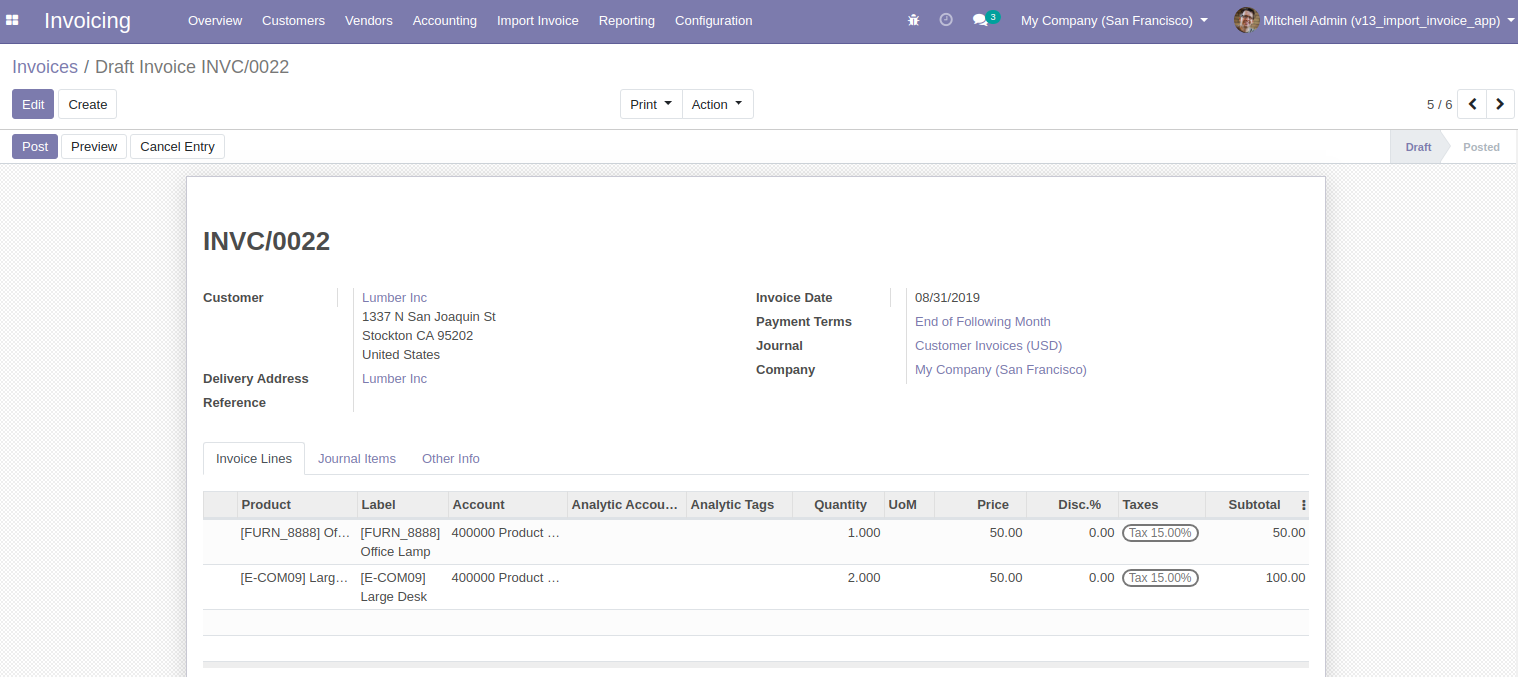 Invoicing Overview Customers Vendors Accounting Import Invoice Reporting Configuration 3 My Company (San Francisco) Mitchell Admin (v13_import_invoice_app)
Invoices / Draft Invoice INVC/0022
Edit Create Print Action 5 / 6
Post Preview Cancel Entry Draft Posted
INVC/0022
Customer Lumber Inc Invoice Date 08/31/2019
1337 N San Joaquin St Payment Terms End of Following Month
Stockton CA 95202 Journal Customer Invoices (USD)
United States Company My Company (San Francisco)
Delivery Address Lumber Inc
Reference
Invoice Lines Journal Items Other Info
Product Label Account Analytic Accou... Analytic Tags Quantity UoM Price Disc.% Taxes Subtotal
[FURN_8888] Of... [FURN_8888] 400000 Product ... 1.000 50.00 0.00 Tax 15.00% 50.00
Office Lamp
[E-COM09] Larg... [E-COM09] 400000 Product ... 2.000 50.00 0.00 Tax 15.00% 100.00
Large Desk